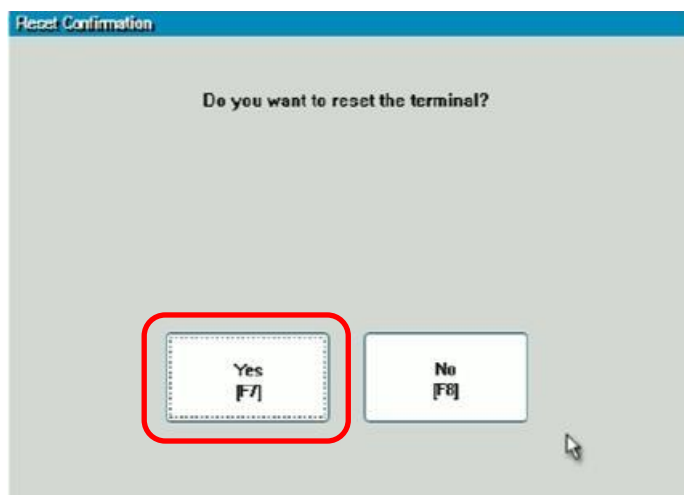 Reset Confirmation
Do you want to reset the terminal?
Yes
[F7]
No
[F8]